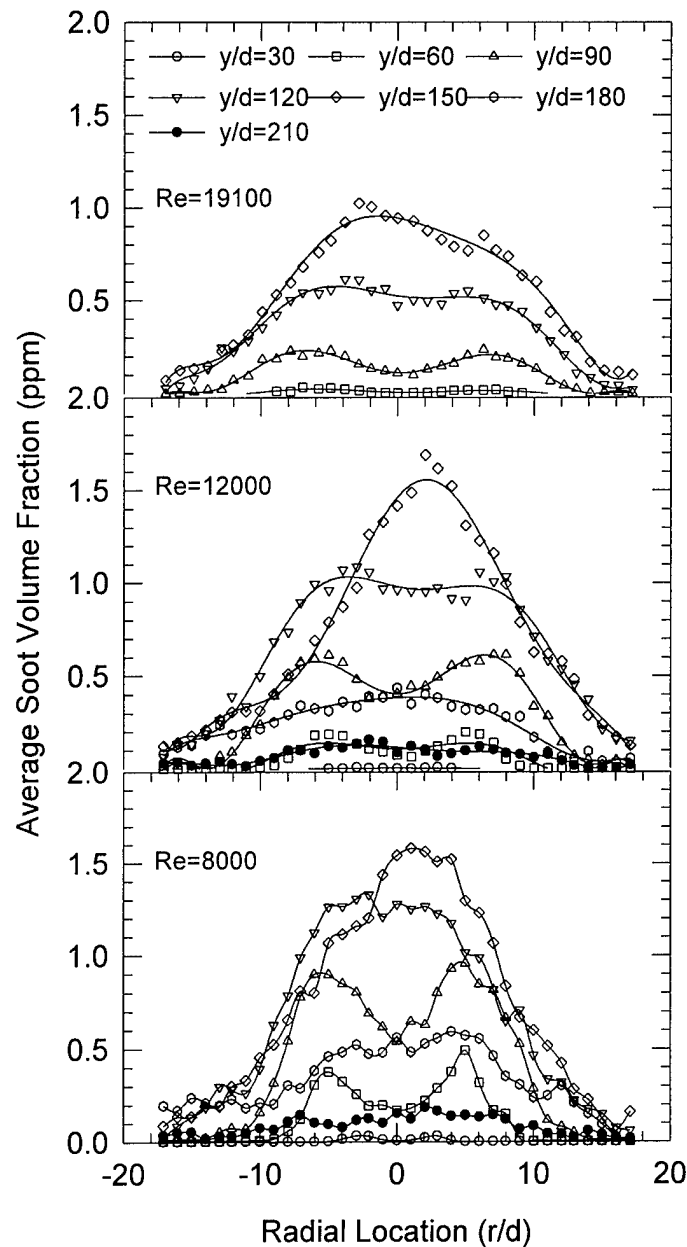 2.0
y/d=30 y/d=60 y/d=90
y/d=120 y/d=150 y/d=180
y/d=210
1.5
Re=19100
1.0
0.5
2.0
Re=12000
1.5
1.0
0.5
2.0
Re=8000
1.5
1.0
0.5
0.0
-20 -10 0 10 20
Radial Location (r/d)
Average Soot Volume Fraction (ppm)